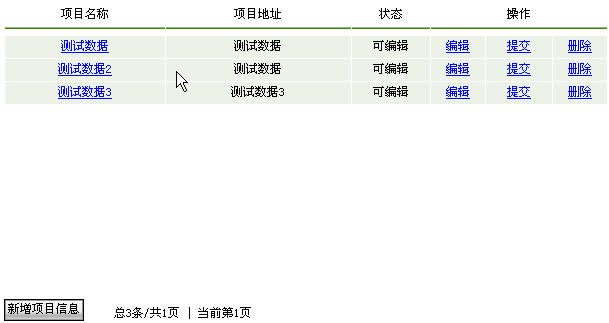 项目名称 项目地址 状态 操作
测试数据 测试数据 可编辑 编辑 提交 删除
测试数据2 测试数据 可编辑 编辑 提交 删除
测试数据3 测试数据3 可编辑 编辑 提交 删除
新增项目信息 总3条/共1页 | 当前第1页